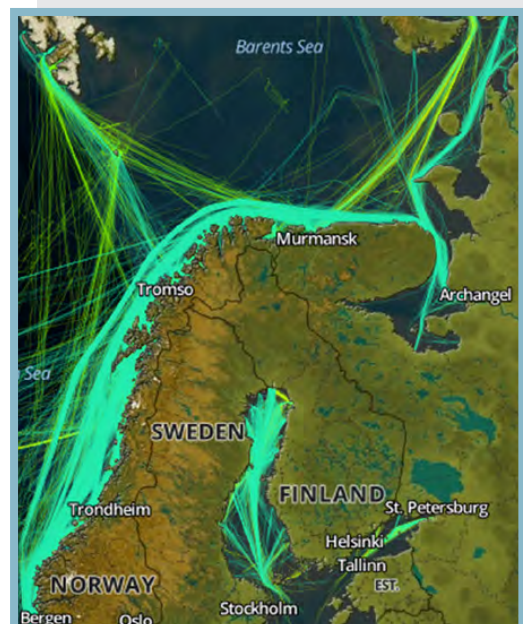 Barents Sea
Murmansk
Tromso
Archangel
Sea
SWEDEN
FINLAND
Trondheim
St. Petersburg
Helsinki
Tallinn
NORWAY
EST.
Stockholm
Bergen
Oslo